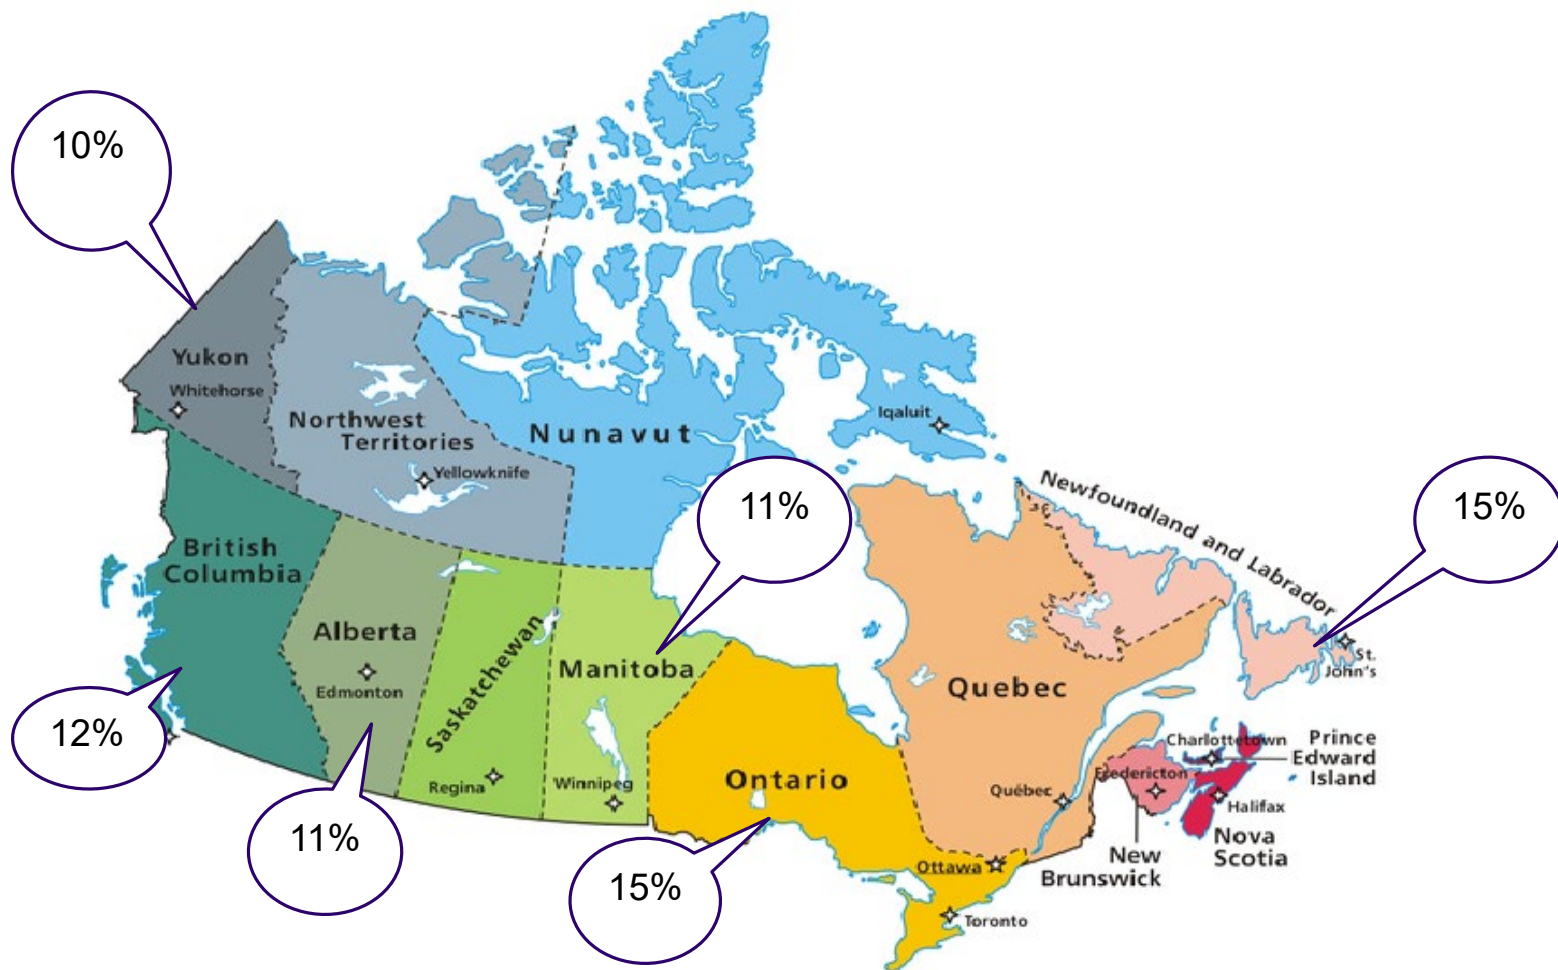 10%
Yukon
Whitehorse
Northwest
Territories
Yellowknife
Nunavut
Iqaluit
11%
Newfoundland and Labrador
15%
British
Columbia
Alberta
Edmonton
Saskatchewan
Regina
Manitoba
Winnipeg
Quebec
Québec
St.
John's
12%
11%
Ontario
15%
Ottawa
Toronto
Charlottetown
Prince
Edward
Island
Fredericton
Halifax
Nova
Scotia
New
Brunswick